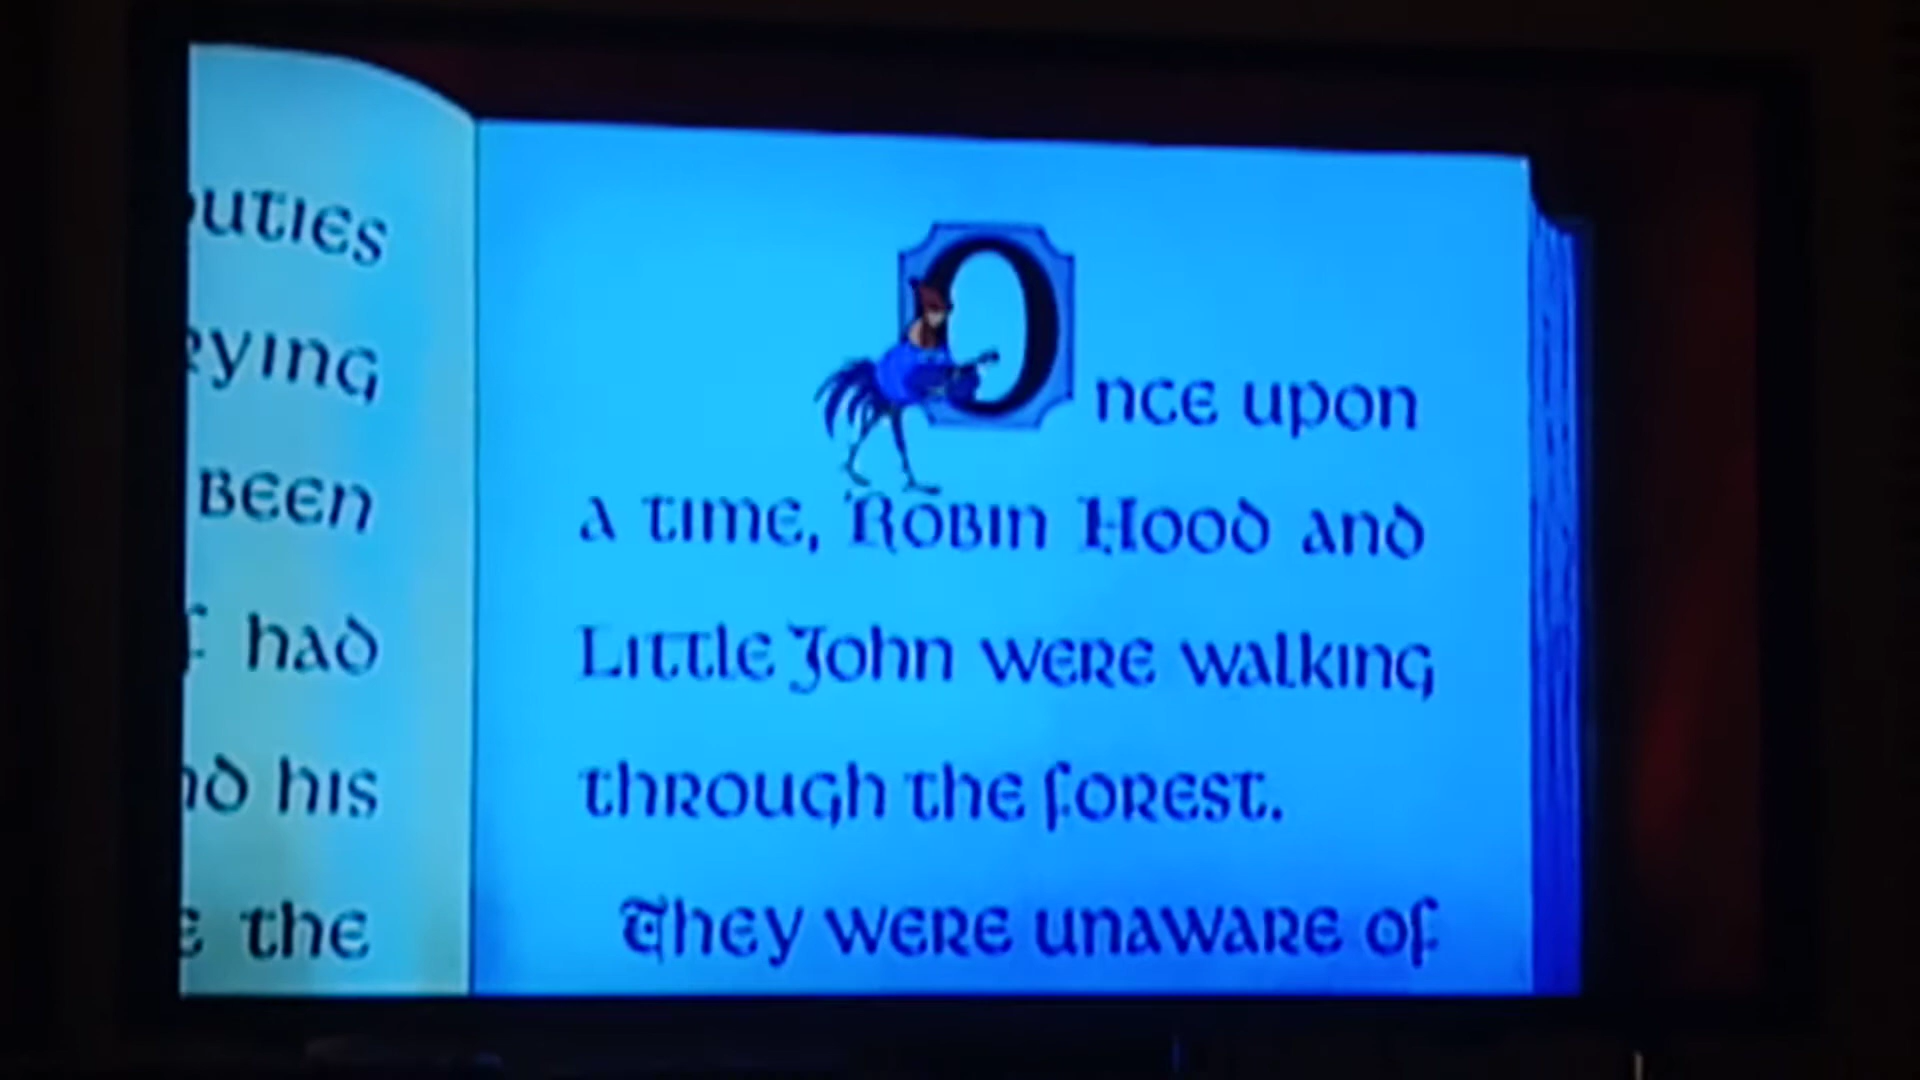 been
had
his
the
Once upon
a time, Robin Hood and
Little John were walking
through the forest.
They were unaware of